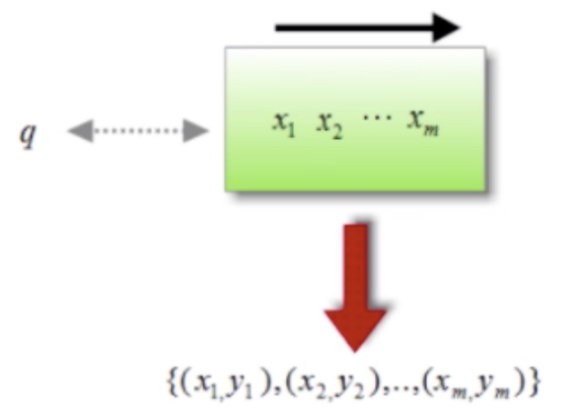 q
x₁ x₂ ⋯ xₘ
{(x₁,y₁),(x₂,y₂),..,(xₘ,yₘ)}